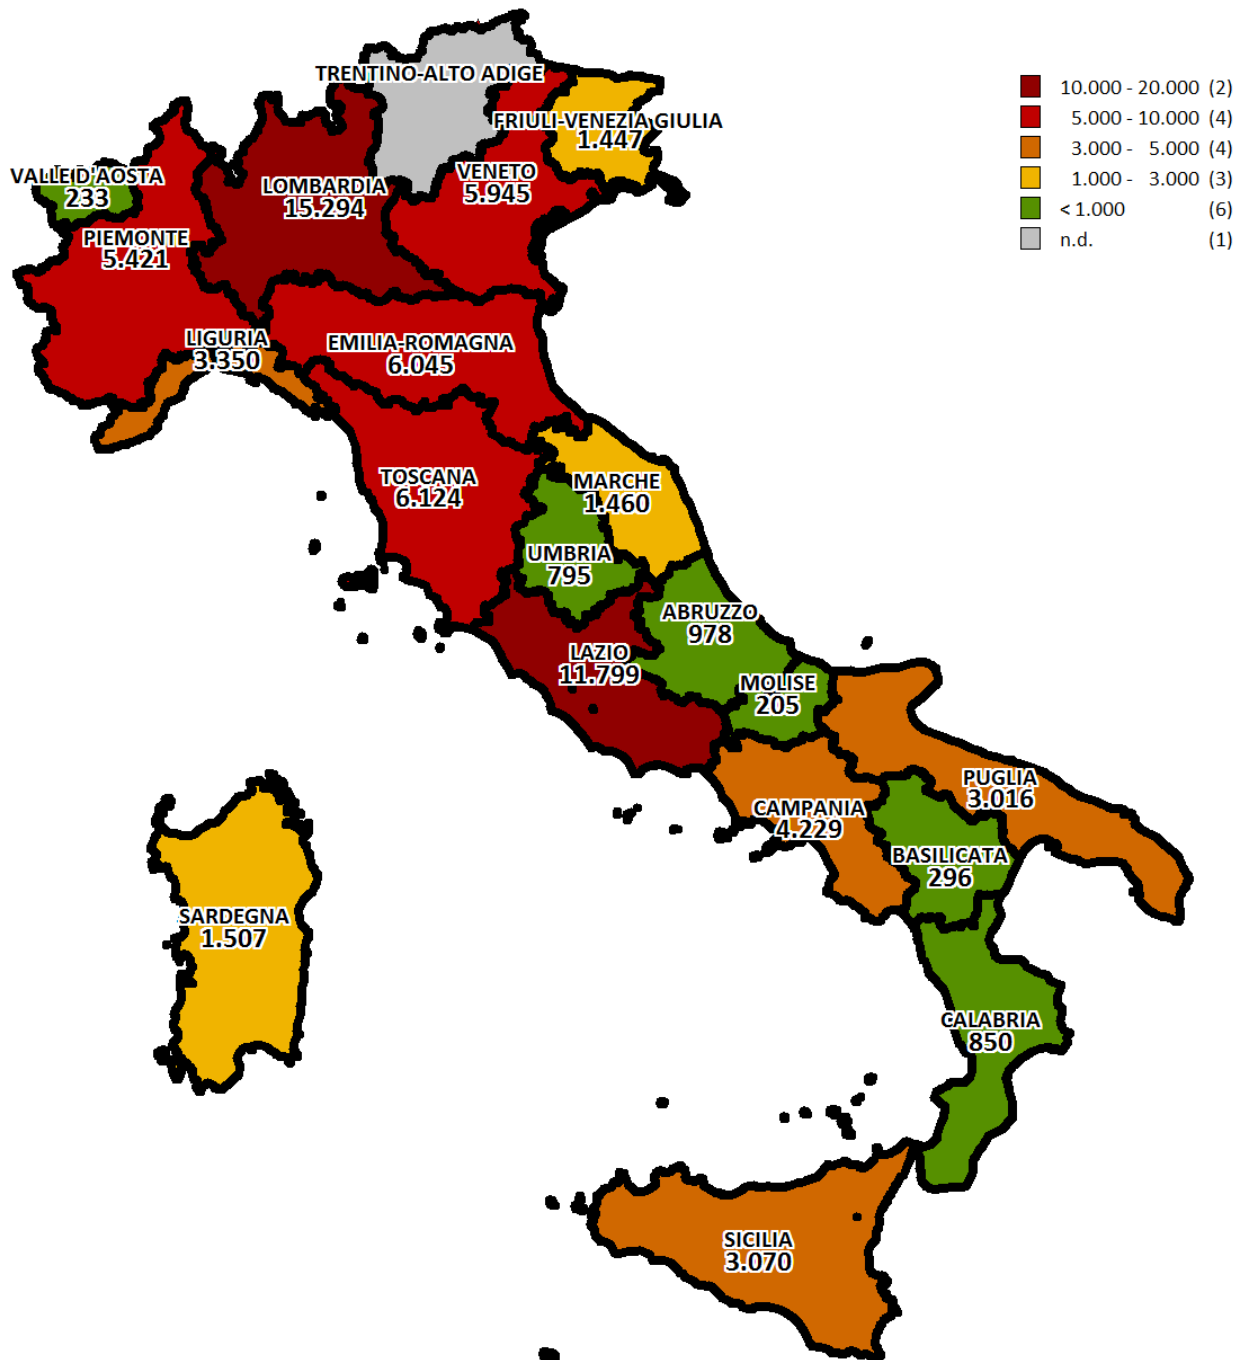 TRENTINO-ALTO ADIGE
10.000 - 20.000 (2)
5.000 - 10.000 (4)
3.000 - 5.000 (4)
1.000 - 3.000 (3)
< 1.000 (6)
n.d. (1)
FRIULI-VENEZIA GIULIA
1.447
VALLE D'AOSTA
233
LOMBARDIA
15.294
VENETO
5.945
PIEMONTE
5.421
LIGURIA
3.350
EMILIA-ROMAGNA
6.045
TOSCANA
6.124
MARCHE
1.460
UMBRIA
795
ABRUZZO
978
LAZIO
11.799
MOLISE
205
PUGLIA
3.016
CAMPANIA
4.229
BASILICATA
296
SARDEGNA
1.507
CALABRIA
850
SICILIA
3.070